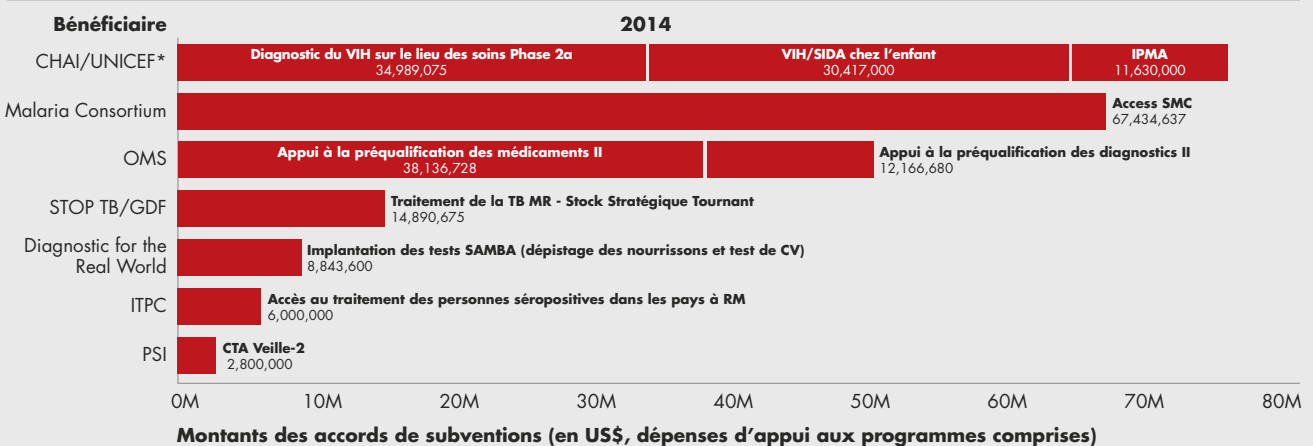 Bénéficiaire 2014
CHAI/UNICEF*
Diagnostic du VIH sur le lieu des soins Phase 2a
34,989,075
VIH/SIDA chez l'enfant
30,417,000
IPMA
11,630,000
Malaria Consortium
Access SMC
67,434,637
OMS
Appui à la préqualification des médicaments II
38,136,728
Appui à la préqualification des diagnostics II
12,166,680
STOP TB/GDF
Traitement de la TB MR - Stock Stratégique Tournant
14,890,675
Diagnostic for the
Real World
Implantation des tests SAMBA (dépistage des nourrissons et test de CV)
8,843,600
ITPC
Accès au traitement des personnes séropositives dans les pays à RM
6,000,000
PSI
CTA Veille-2
2,800,000
0M 10M 20M 30M 40M 50M 60M 70M 80M
Montants des accords de subventions (en US$, dépenses d'appui aux programmes comprises)